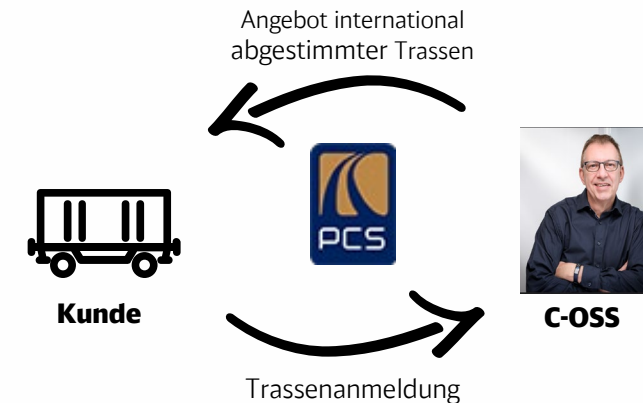 Angebot international
abgestimmter Trassen
PCS
Kunde
C-OSS
Trassenanmeldung